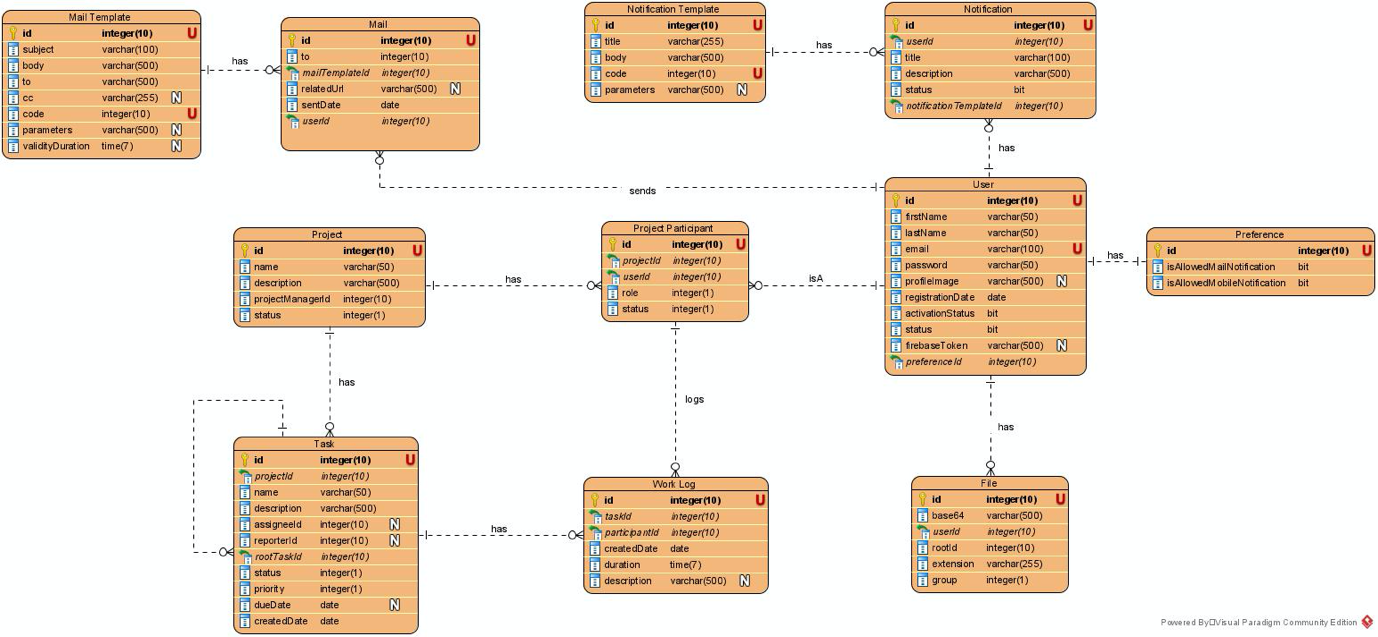 Mail Template
id integer(10) U
subject varchar(100)
body varchar(500)
to varchar(500)
cc varchar(255) N
code integer(10) U
parameters varchar(500) N
validityDuration time(7) N
has
Mail
id integer(10) U
to integer(10)
mailTemplateId integer(10)
relatedUrl varchar(500) N
sentDate date
userId integer(10)
Notification Template
id integer(10) U
title varchar(255)
body varchar(500)
code integer(10) U
parameters varchar(500) N
has
Notification
id integer(10) U
userId integer(10)
title varchar(100)
description varchar(500)
status bit
notificationTemplateId integer(10)
has
sends
User
id integer(10) U
firstName varchar(50)
lastName varchar(50)
email varchar(100) U
password varchar(50)
profileImage varchar(500) N
registrationDate date
activationStatus bit
status bit
firebaseToken varchar(500) N
preferenceId integer(10)
has
Preference
id integer(10) U
isAllowedMailNotification bit
isAllowedMobileNotification bit
Project
id integer(10) U
name varchar(50)
description varchar(500)
projectManagerId integer(10)
status integer(1)
has
Project Participant
id integer(10) U
projectId integer(10)
userId integer(10)
role integer(1)
status integer(1)
isA
has
logs
has
Task
id integer(10) U
projectId integer(10)
name varchar(50)
description varchar(500)
assigneeId integer(10) N
reporterId integer(10) N
rootTaskId integer(10)
status integer(1)
priority integer(1)
dueDate date N
createdDate date
has
Work Log
id integer(10) U
taskId integer(10)
participantId integer(10)
createdDate date
duration time(7)
description varchar(500) N
File
id integer(10) U
base64 varchar(500)
userId integer(10)
rootId integer(10)
extension varchar(255)
group integer(1)
Powered By Visual Paradigm Community Edition